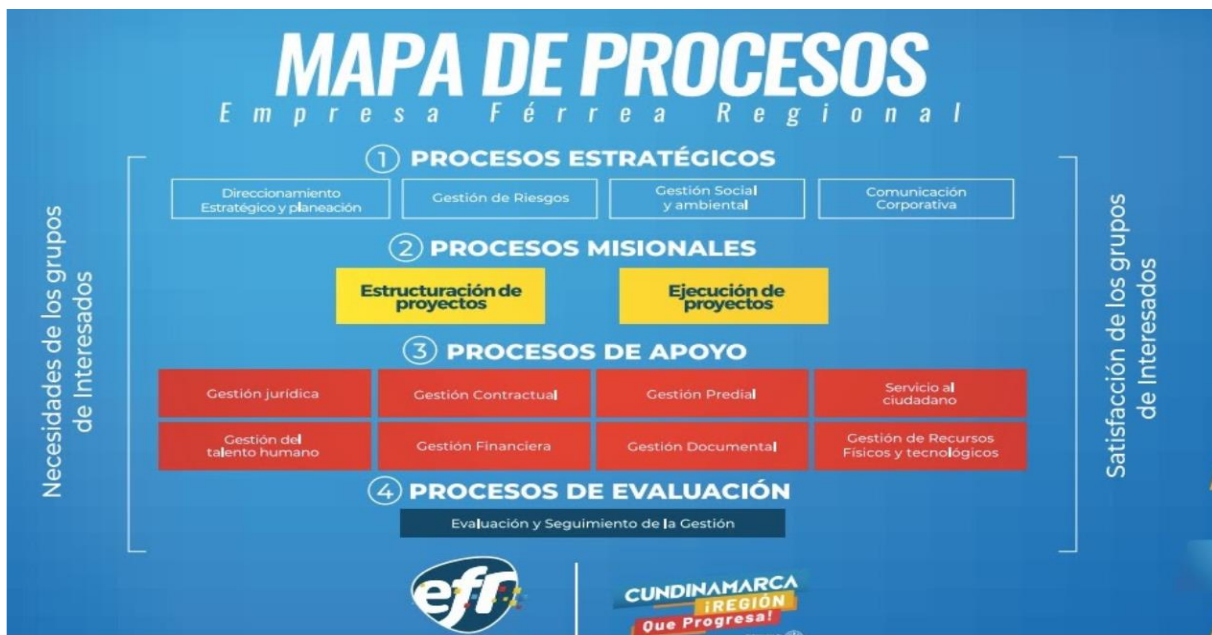 MAPA DE PROCESOS
Empresa Férrea Regional
1 PROCESOS ESTRATÉGICOS
Direccionamiento
Estratégico y planeación
Gestión de Riesgos
Gestión Social
y ambiental
Comunicación
Corporativa
2 PROCESOS MISIONALES
Estructuración de
proyectos
Ejecución de
proyectos
3 PROCESOS DE APOYO
Gestión jurídica
Gestión Contractual
Gestión Predial
Servicio al
ciudadano
Gestión del
talento humano
Gestión Financiera
Gestión Documental
Gestión de Recursos
Físicos y tecnológicos
4 PROCESOS DE EVALUACIÓN
Evaluación y Seguimiento de la Gestión
Necesidades de los grupos
de Interesados
Satisfacción de los grupos
de Interesados
efr
CUNDINAMARCA
¡REGIÓN
Que Progresa!